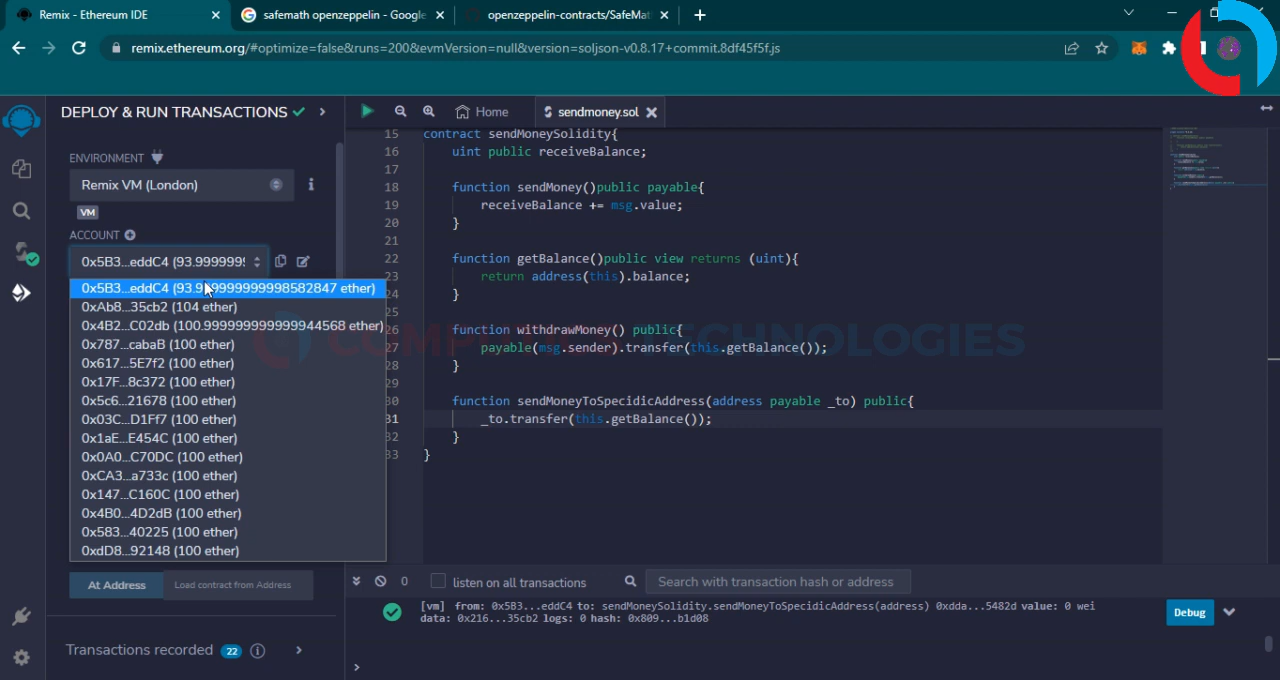 Remix - Ethereum IDE
safemath openzeppelin - Google
openzeppelin-contracts/SafeMat
remix.ethereum.org/#optimize=false&runs=200&evmVersion=null&version=soljson-v0.8.17+commit.8df45f5f.js
DEPLOY & RUN TRANSACTIONS
Home
sendmoney.sol
ENVIRONMENT
Remix VM (London)
VM
ACCOUNT
0x5B3...eddC4 (93.9999999
0x5B3...eddC4 (93.999999999998582847 ether)
0xAb8...35cb2 (104 ether)
0x4B2...C02db (100.999999999999944568 ether)
0x787...cabaB (100 ether)
0x617...5E7f2 (100 ether)
0x17F...8c372 (100 ether)
0x5c6...21678 (100 ether)
0x03C...D1Ff7 (100 ether)
0x1aE...E454C (100 ether)
0x0A0...C70DC (100 ether)
0xCA3...a733c (100 ether)
0x147...C160C (100 ether)
0x4B0...4D2dB (100 ether)
0x583...40225 (100 ether)
0xdD8...92148 (100 ether)
At Address
Load contract from Address
Transactions recorded 22
15 contract sendMoneySolidity{
16 uint public receiveBalance;
17
18 function sendMoney()public payable{
19 receiveBalance += msg.value;
20 }
21
22 function getBalance()public view returns (uint){
23 return address(this).balance;
24 }
25
26 function withdrawMoney() public{
27 payable(msg.sender).transfer(this.getBalance());
28 }
29
30 function sendMoneyToSpecidicAddress(address payable _to) public{
31 _to.transfer(this.getBalance());
32 }
33 }
0
listen on all transactions
Search with transaction hash or address
[vm] from: 0x5B3...eddC4 to: sendMoneySolidity.sendMoneyToSpecidicAddress(address) 0xdda...5482d value: 0 wei
data: 0x216...35cb2 logs: 0 hash: 0x809...b1d08
Debug
>